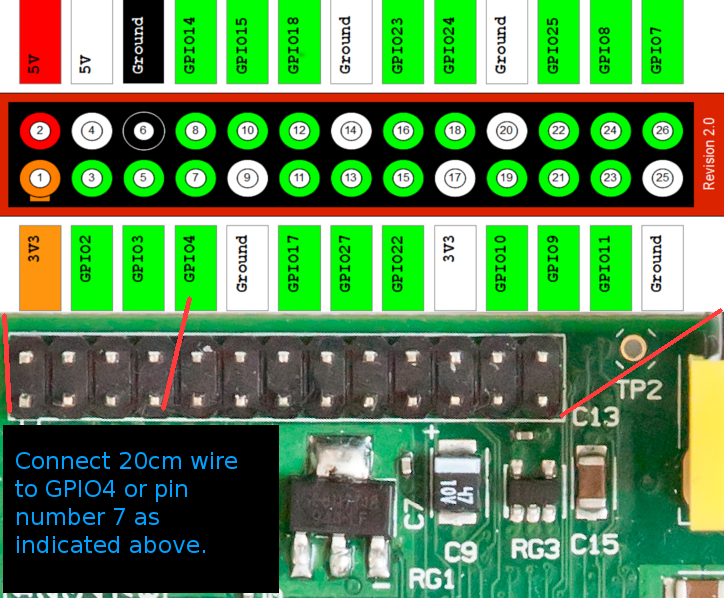 5V 5V Ground GPIO14 GPIO15 GPIO18 Ground GPIO23 GPIO24 Ground GPIO25 GPIO8 GPIO7
2 4 6 8 10 12 14 16 18 20 22 24 26
1 3 5 7 9 11 13 15 17 19 21 23 25
Revision 2.0
3V3 GPIO2 GPIO3 GPIO4 Ground GPIO17 GPIO27 GPIO22 3V3 GPIO10 GPIO9 GPIO11 Ground
TP2
C13
+
47
10V
C7
C9
RG3
C15
RG1
Connect 20cm wire
to GPIO4 or pin
number 7 as
indicated above.